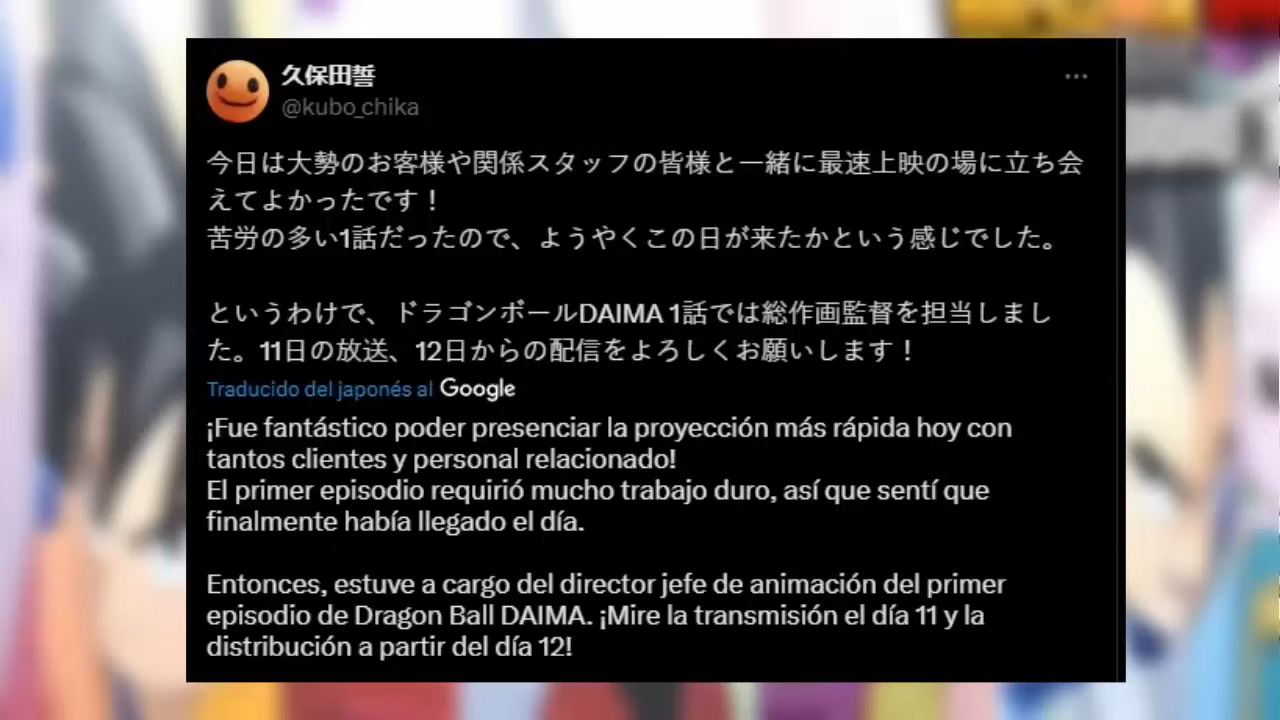 久保田誓
@kubo_chika
今日は大勢のお客様や関係スタッフの皆様と一緒に最速上映の場に立ち会
えてよかったです！
苦労の多い1話だったので、ようやくこの日が来たかという感じでした。
というわけで、ドラゴンボールDAIMA 1話では総作画監督を担当しまし
た。11日の放送、12日からの配信をよろしくお願いします！
Traducido del japonés al Google
¡Fue fantástico poder presenciar la proyección más rápida hoy con
tantos clientes y personal relacionado!
El primer episodio requirió mucho trabajo duro, así que sentí que
finalmente había llegado el día.
Entonces, estuve a cargo del director jefe de animación del primer
episodio de Dragon Ball DAIMA. ¡Mire la transmisión el día 11 y la
distribución a partir del día 12!